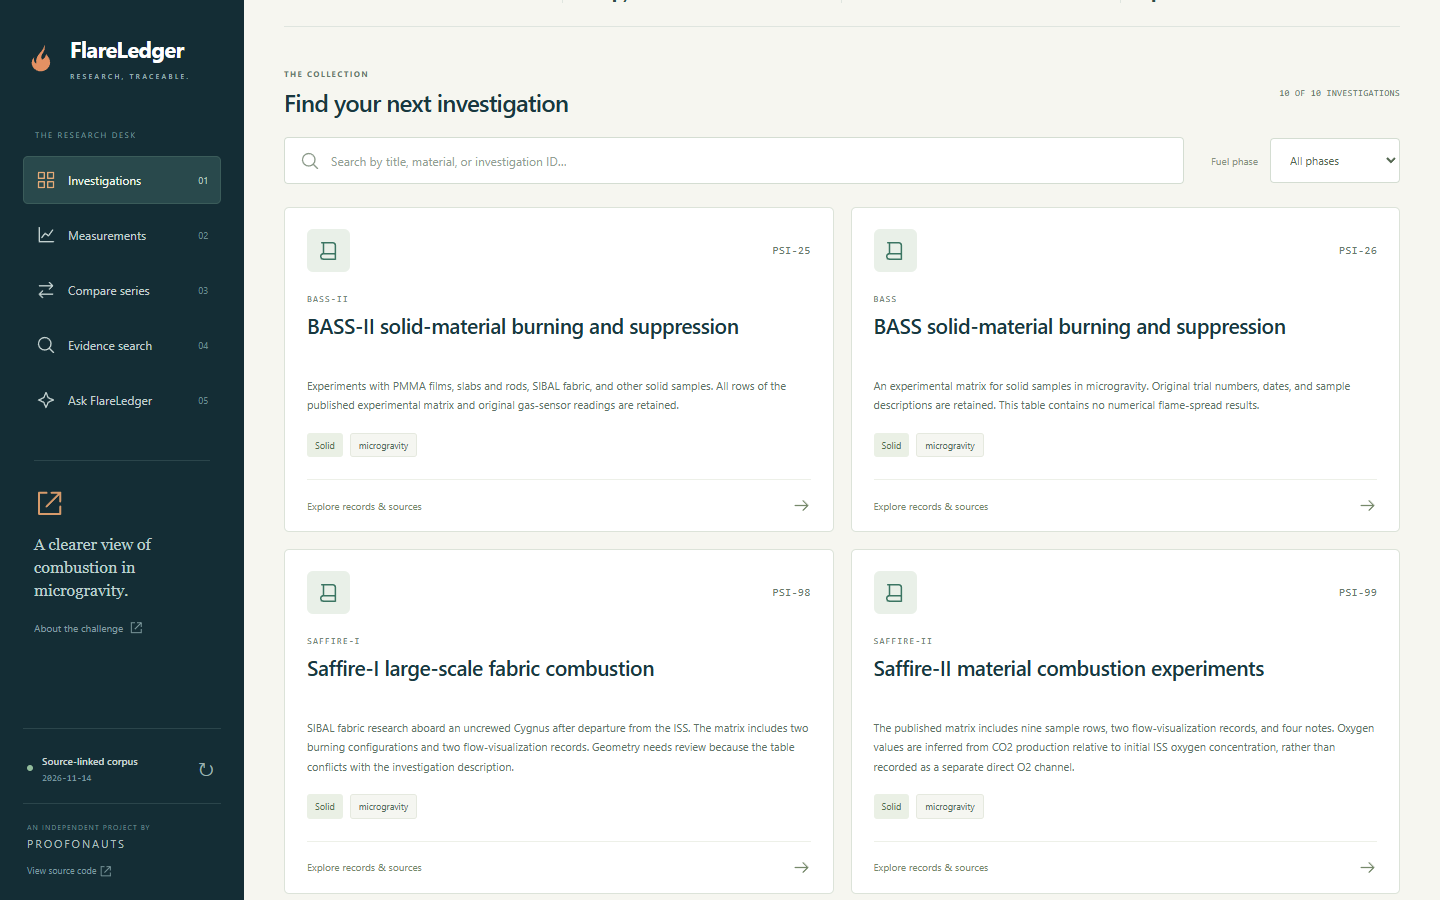 FlareLedger
RESEARCH, TRACEABLE.
THE RESEARCH DESK
Investigations 01
Measurements 02
Compare series 03
Evidence search 04
Ask FlareLedger 05
A clearer view of
combustion in
microgravity.
About the challenge
Source-linked corpus
2026-11-14
AN INDEPENDENT PROJECT BY
PROOFONAUTS
View source code
THE COLLECTION
Find your next investigation
10 OF 10 INVESTIGATIONS
Search by title, material, or investigation ID...
Fuel phase
All phases
PSI-25
BASS-II
BASS-II solid-material burning and suppression
Experiments with PMMA films, slabs and rods, SIBAL fabric, and other solid samples. All rows of the
published experimental matrix and original gas-sensor readings are retained.
Solid microgravity
Explore records & sources
PSI-26
BASS
BASS solid-material burning and suppression
An experimental matrix for solid samples in microgravity. Original trial numbers, dates, and sample
descriptions are retained. This table contains no numerical flame-spread results.
Solid microgravity
Explore records & sources
PSI-98
SAFFIRE-I
Saffire-I large-scale fabric combustion
SIBAL fabric research aboard an uncrewed Cygnus after departure from the ISS. The matrix includes two
burning configurations and two flow-visualization records. Geometry needs review because the table
conflicts with the investigation description.
Solid microgravity
Explore records & sources
PSI-99
SAFFIRE-II
Saffire-II material combustion experiments
The published matrix includes nine sample rows, two flow-visualization records, and four notes. Oxygen
values are inferred from CO2 production relative to initial ISS oxygen concentration, rather than
recorded as a separate direct O2 channel.
Solid microgravity
Explore records & sources